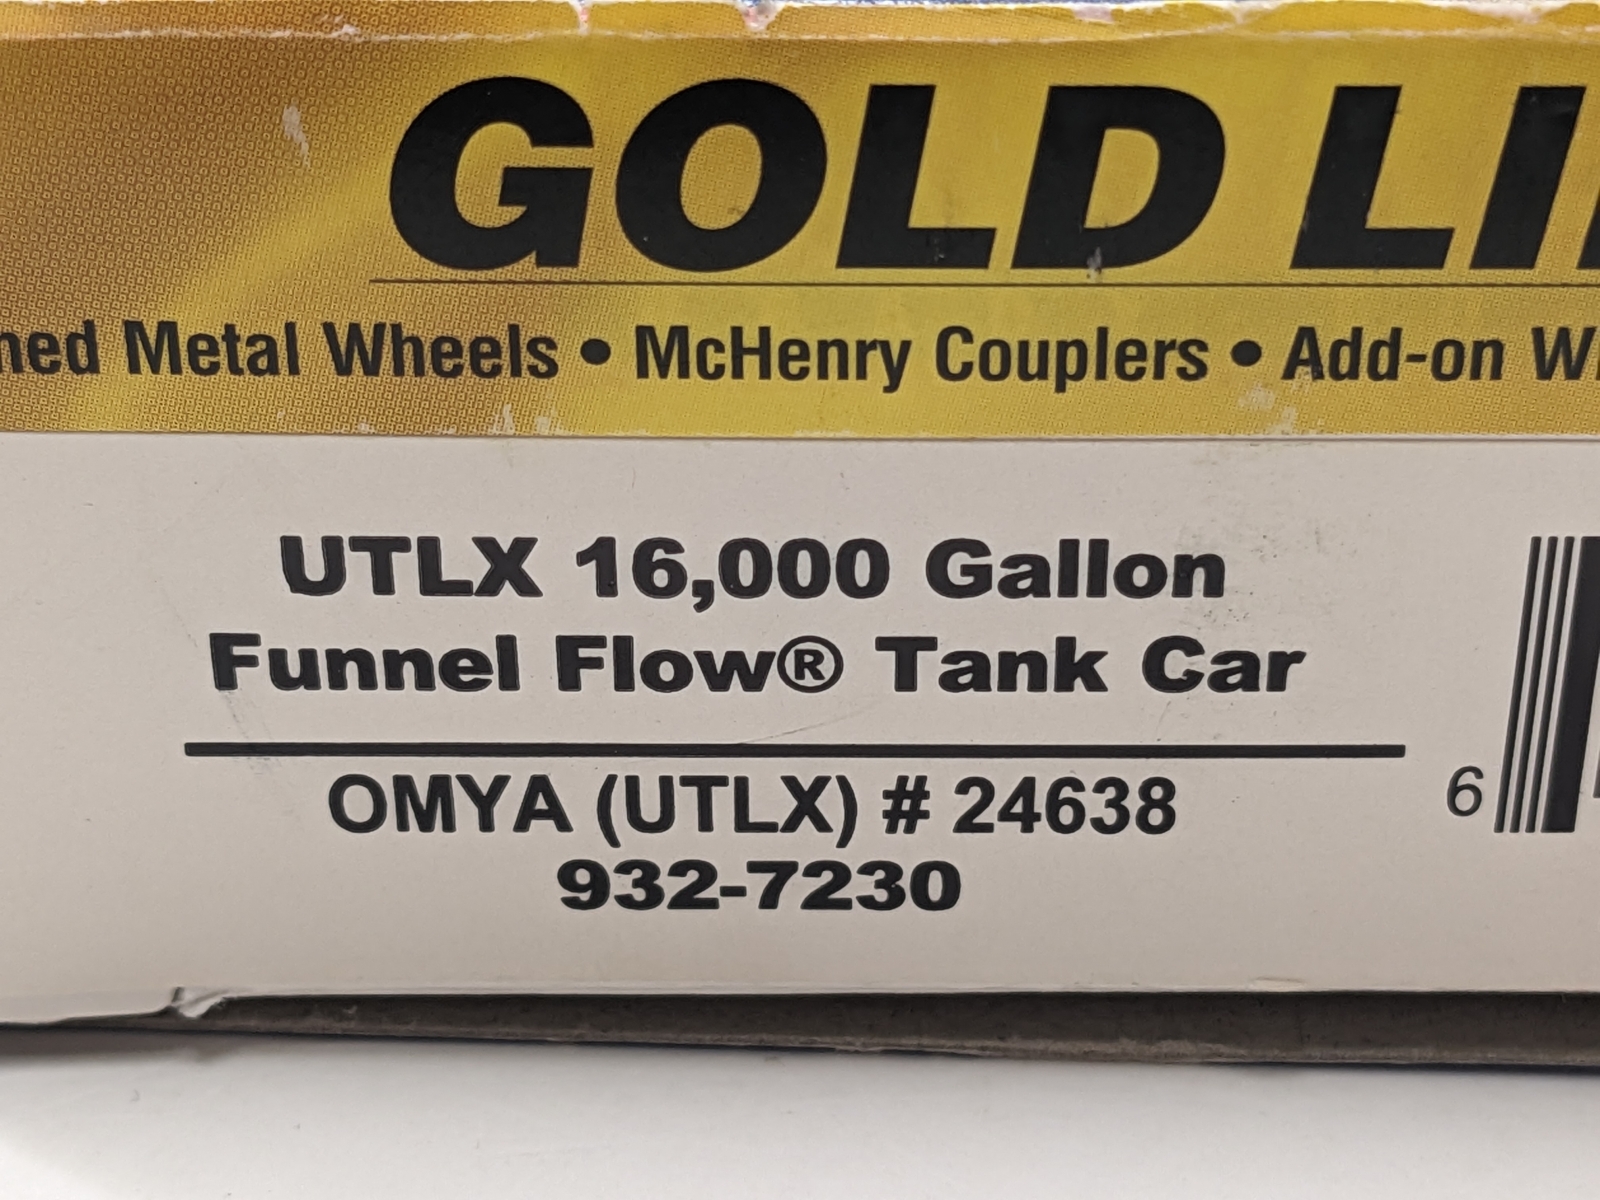 GOLD LI
Metal Wheels • McHenry Couplers • Add-on
UTLX 16,000 Gallon
Funnel Flow® Tank Car
OMYA (UTLX) # 24638
932-7230
6